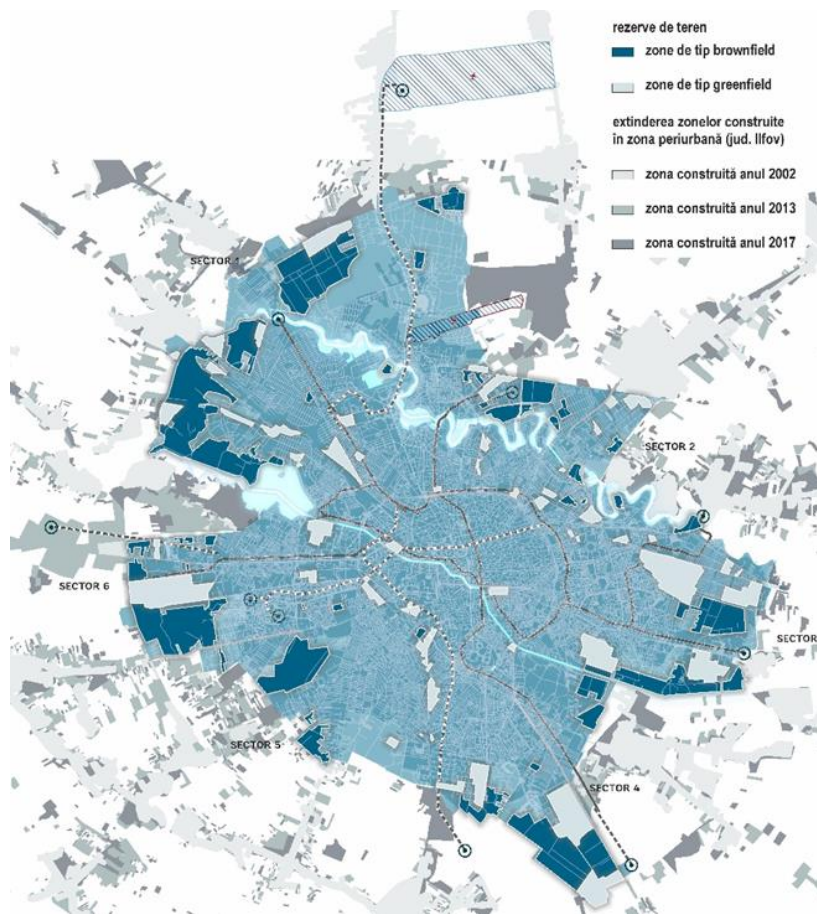 rezerve de teren
zone de tip brownfield
zone de tip greenfield
extinderea zonelor construite
în zona periurbană (jud. Ilfov)
zona construită anul 2002
zona construită anul 2013
zona construită anul 2017
SECTOR 1
SECTOR 2
SECTOR 6
SECTOR
SECTOR 5
SECTOR 4